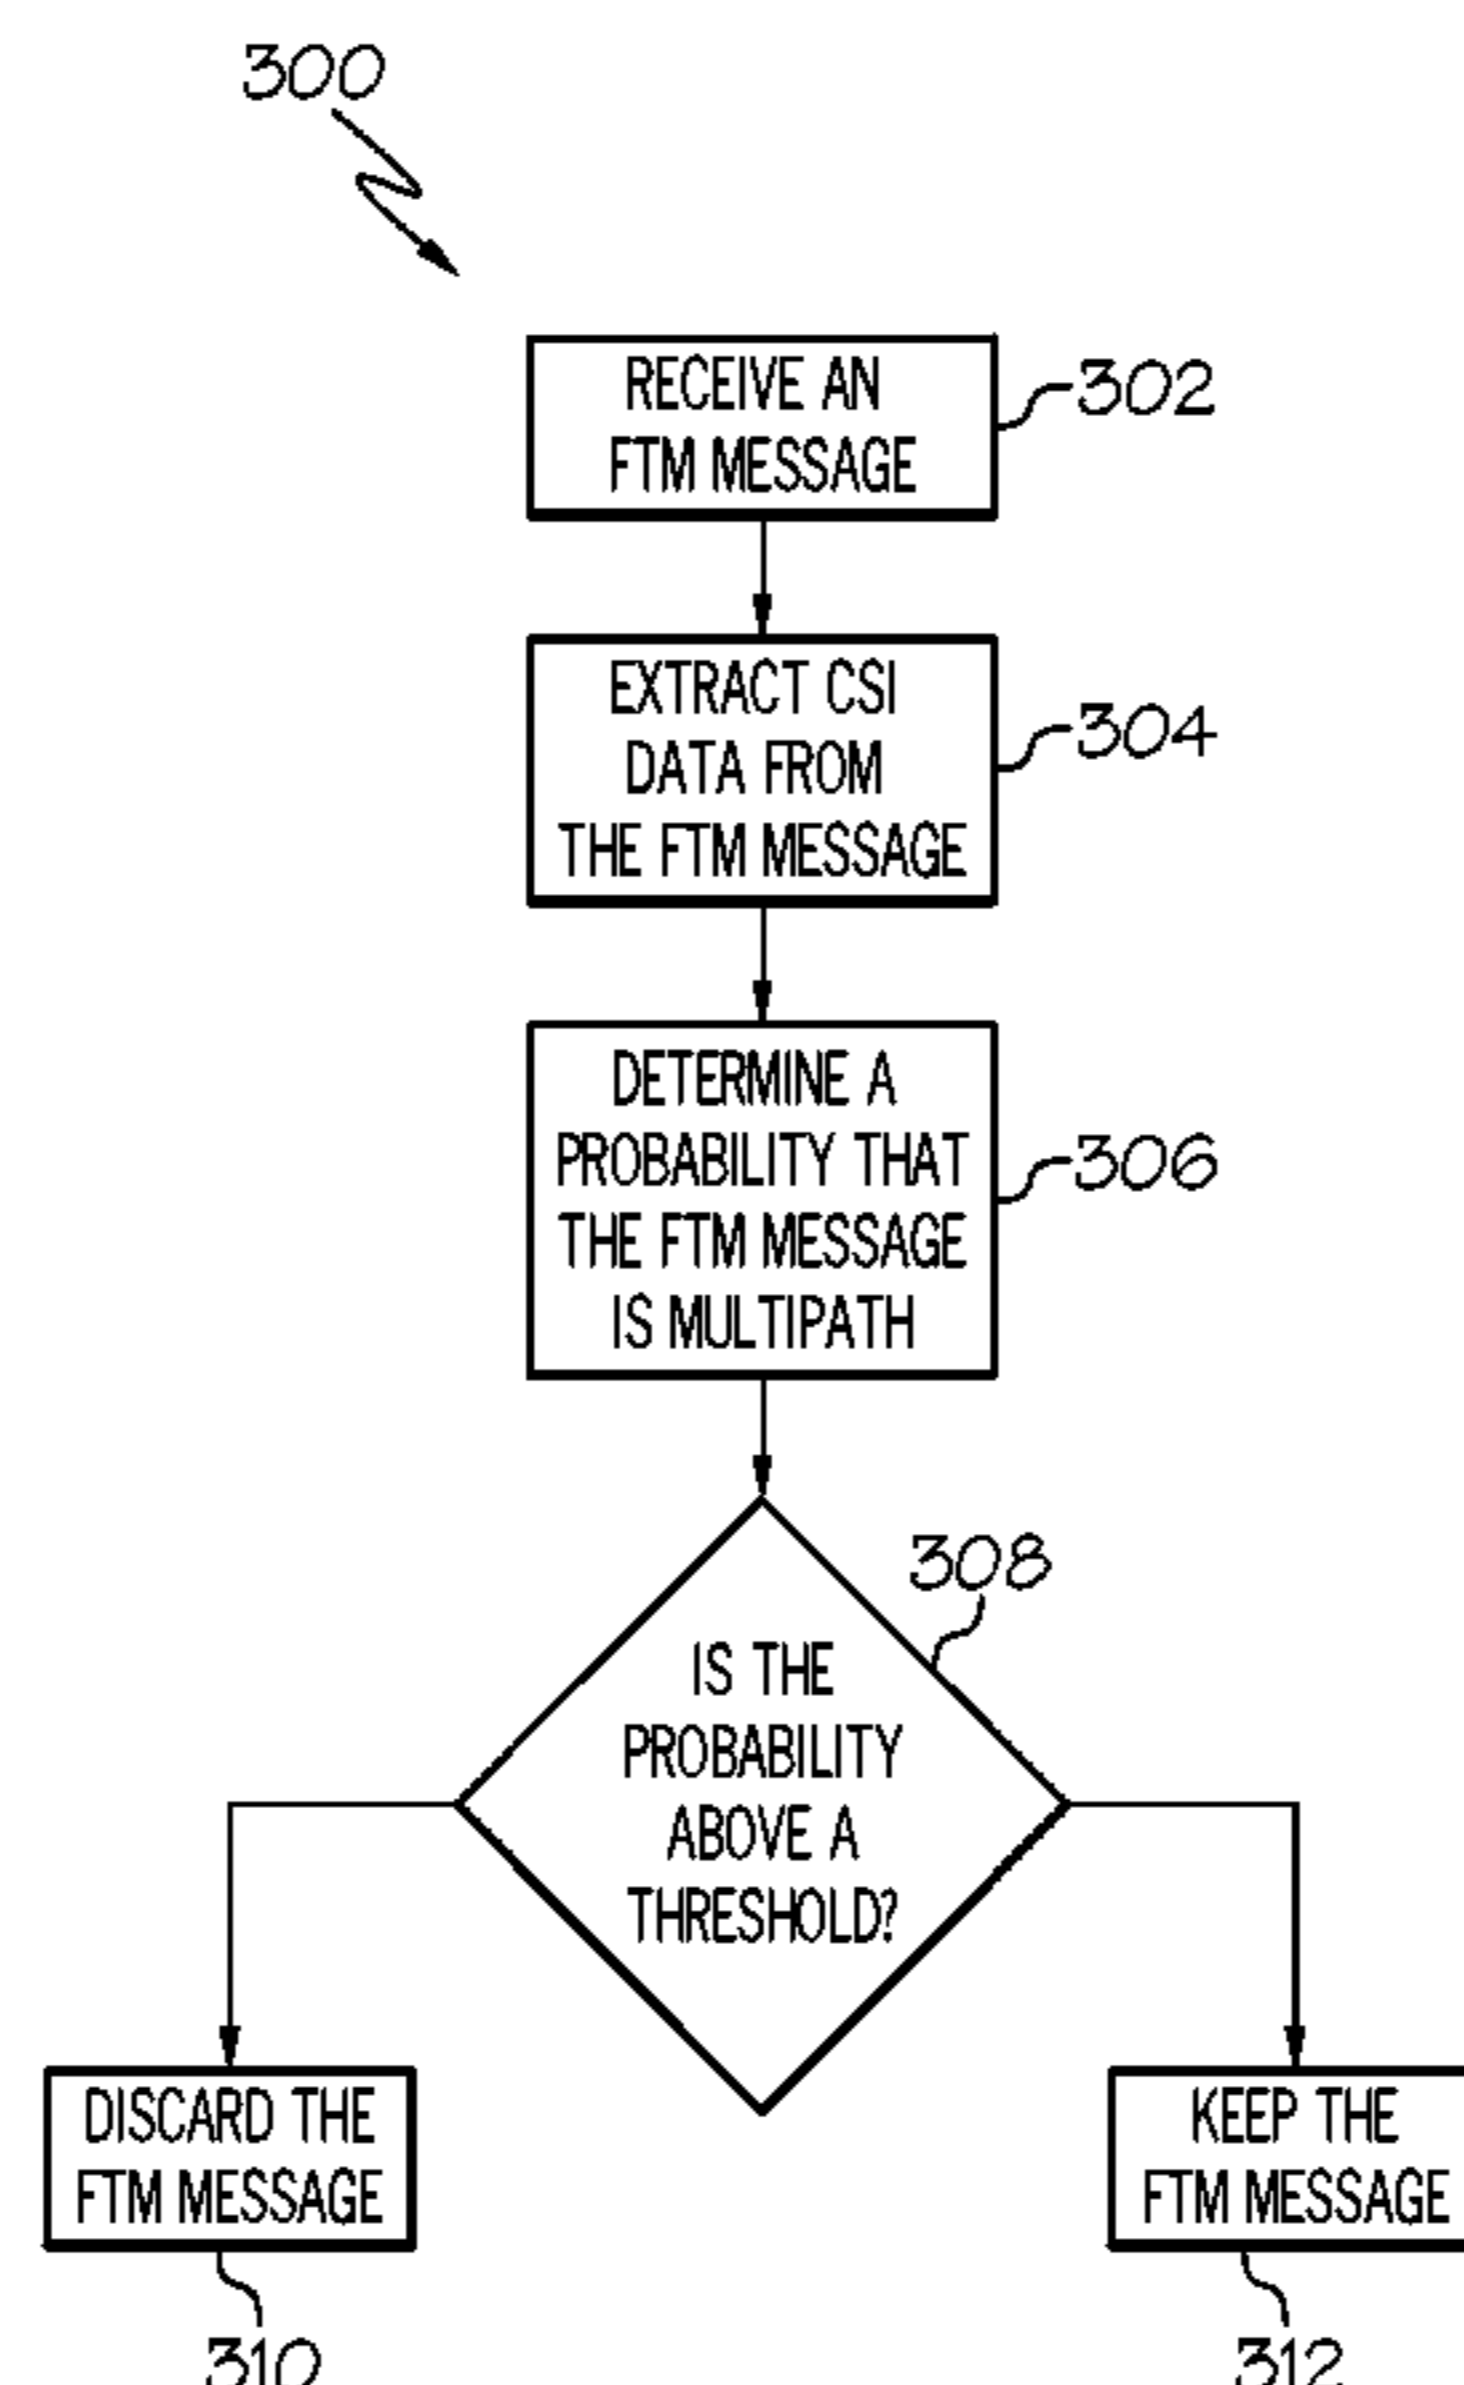 300
RECEIVE AN
FTM MESSAGE
302
EXTRACT CSI
DATA FROM
THE FTM MESSAGE
304
DETERMINE A
PROBABILITY THAT
THE FTM MESSAGE
IS MULTIPATH
306
308
IS THE
PROBABILITY
ABOVE A
THRESHOLD?
DISCARD THE
FTM MESSAGE
KEEP THE
FTM MESSAGE
310
312